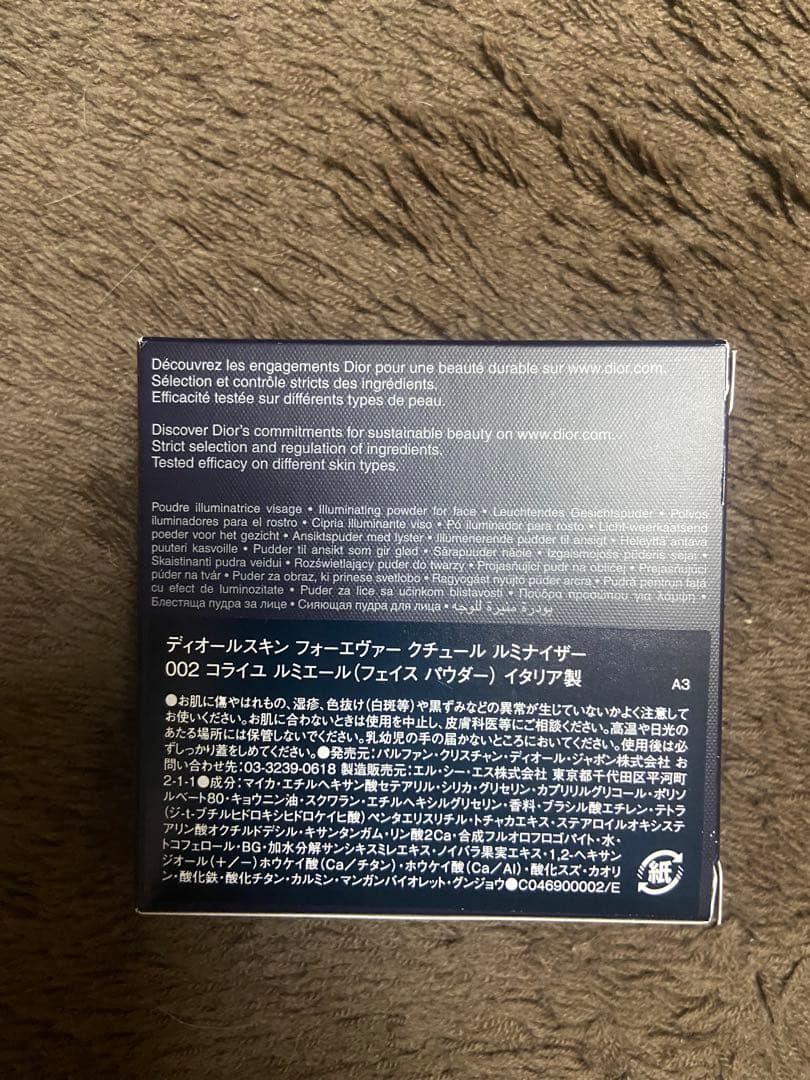 Découvrez les engagements Dior pour une beauté durable sur www.dior.com.
Sélection et contrôle stricts des ingrédients.
Efficacité testée sur différents types de peau.
Discover Dior's commitments for sustainable beauty on www.dior.com.
Strict selection and regulation of ingredients.
Tested efficacy on different skin types.
Poudre illuminatrice visage • Illuminating powder for face • Leuchtendes Gesichtspuder • Polvos
iluminadores para el rostro • Cipria illuminante viso • Pó iluminador para rosto • Licht-weerkaatsend
poeder voor het gezicht • Ansiktspuder med lyster • Illumenerende pudder til ansigt • Heleyttä antava
puuteri kasvoille • Pudder til ansikt som gir glød • Särapuuder näole • Izgaismojošs pūderis sejai •
Skaistinanti pudra veidui • Rozświetlający puder do twarzy • Projasňující pudr na obličej • Prejasňujúci
púder na tvár • Puder za obraz, ki prinese svetlobo • Ragyogást nyújtó púder arcra • Pudră pentrum față
cu efect de luminozitate • Puder za lice sa učinkom blistavosti • Πούδρα προσώπου για λάμψη •
Блестяща пудра за лице • Сияющая пудра для лица • بودرة منيرة للوجه
ディオールスキン フォーエヴァー クチュール ルミナイザー
002 コライユ ルミエール(フェイス パウダー) イタリア製
A3
●お肌に傷やはれもの、湿疹、色抜け(白斑等)や黒ずみなどの異常が生じていないかよく注意して
お使いください。お肌に合わないときは使用を中止し、皮膚科医等にご相談ください。高温や日光の
あたる場所には保管しないでください。乳幼児の手の届かないところにおいてください。使用後は必
ずしっかり蓋をしめてください。●発売元:パルファン・クリスチャン・ディオール・ジャポン株式会社 お
問い合わせ先:03-3239-0618 製造販売元:エル・シー・エス株式会社 東京都千代田区平河町
2-1-1●成分:マイカ・エチルヘキサン酸セテアリル・シリカ・グリセリン・カプリリルグリコール・ポリソ
ルベート80・キョウニン油・スクワラン・エチルヘキシルグリセリン・香料・ブラシル酸エチレン・テトラ
(ジ-t-ブチルヒドロキシヒドロケイヒ酸)ペンタエリスリチル・トチャカエキス・ステアロイルオキシステ
アリン酸オクチルドデシル・キサンタンガム・リン酸2Ca・合成フルオロフロゴパイト・水・
トコフェロール・BG・加水分解サンシキスミレエキス・ノイバラ果実エキス・1,2-ヘキサン
ジオール(+/−)ホウケイ酸(Ca/チタン)・ホウケイ酸(Ca/Al)・酸化スズ・カオリ
ン・酸化鉄・酸化チタン・カルミン・マンガンバイオレット・グンジョウ●C046900002/E
紙